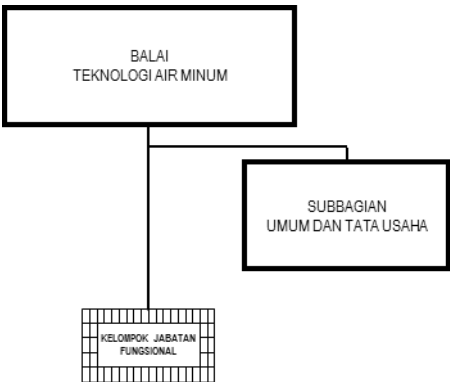 BALAI
TEKNOLOGI AIR MINUM
SUBBAGIAN
UMUM DAN TATA USAHA
KELOMPOK JABATAN
FUNGSIONAL